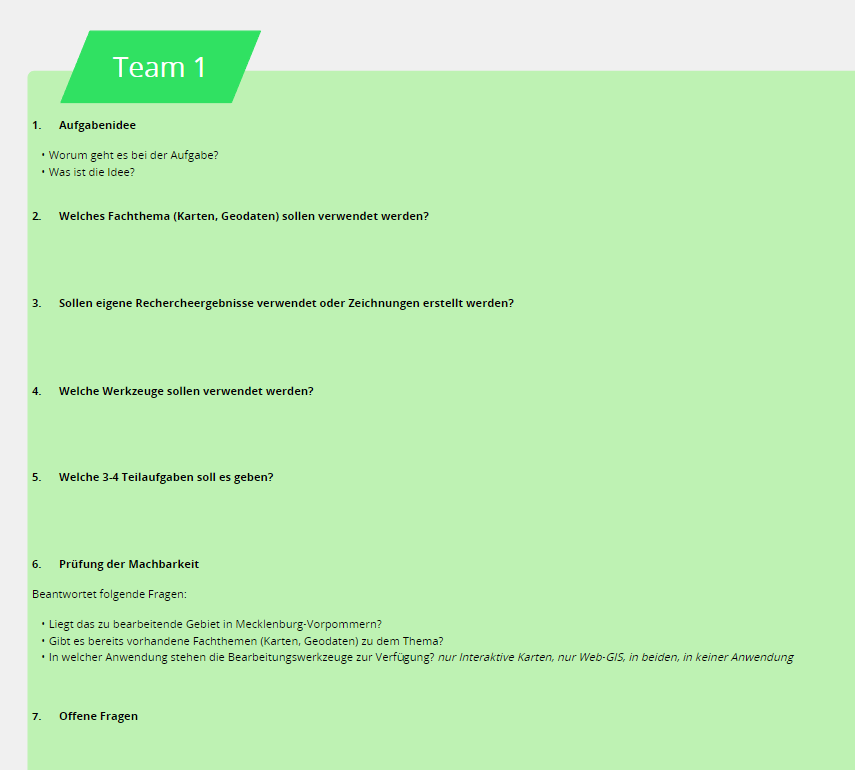 Team 1
1. Aufgabenidee
• Worum geht es bei der Aufgabe?
• Was ist die Idee?
2. Welches Fachthema (Karten, Geodaten) sollen verwendet werden?
3. Sollen eigene Rechercheergebnisse verwendet oder Zeichnungen erstellt werden?
4. Welche Werkzeuge sollen verwendet werden?
5. Welche 3-4 Teilaufgaben soll es geben?
6. Prüfung der Machbarkeit
Beantwortet folgende Fragen:
• Liegt das zu bearbeitende Gebiet in Mecklenburg-Vorpommern?
• Gibt es bereits vorhandene Fachthemen (Karten, Geodaten) zu dem Thema?
• In welcher Anwendung stehen die Bearbeitungswerkzeuge zur Verfügung? nur Interaktive Karten, nur Web-GIS, in beiden, in keiner Anwendung
7. Offene Fragen